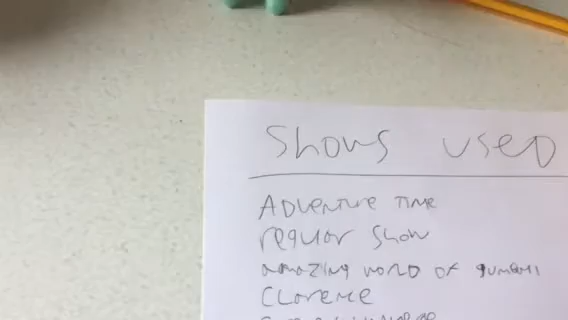 Shows USED
ADVENTURE TIME
regular Show
amazing world of gumball
CLARENCE